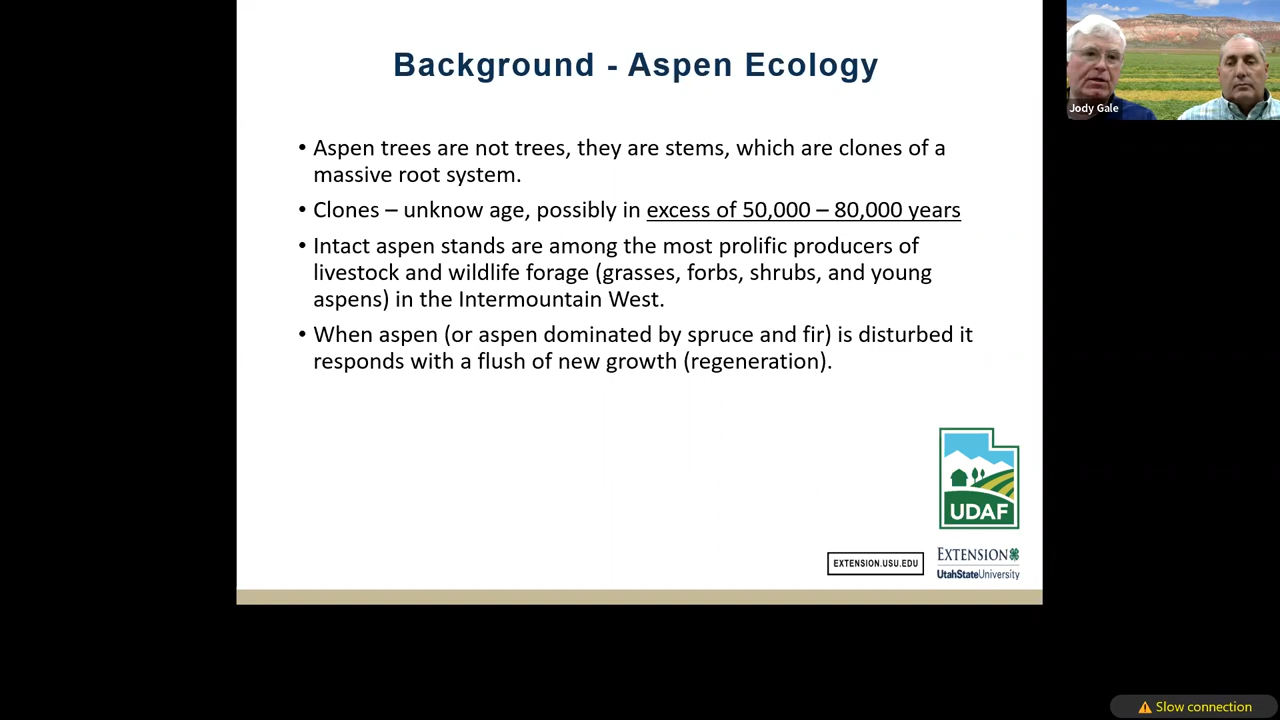 Background - Aspen Ecology
• Aspen trees are not trees, they are stems, which are clones of a
massive root system.
• Clones – unknow age, possibly in excess of 50,000 – 80,000 years
• Intact aspen stands are among the most prolific producers of
livestock and wildlife forage (grasses, forbs, shrubs, and young
aspens) in the Intermountain West.
• When aspen (or aspen dominated by spruce and fir) is disturbed it
responds with a flush of new growth (regeneration).
UDAF
EXTENSION.USU.EDU
EXTENSION
UtahStateUniversity
Jody Gale
Slow connection